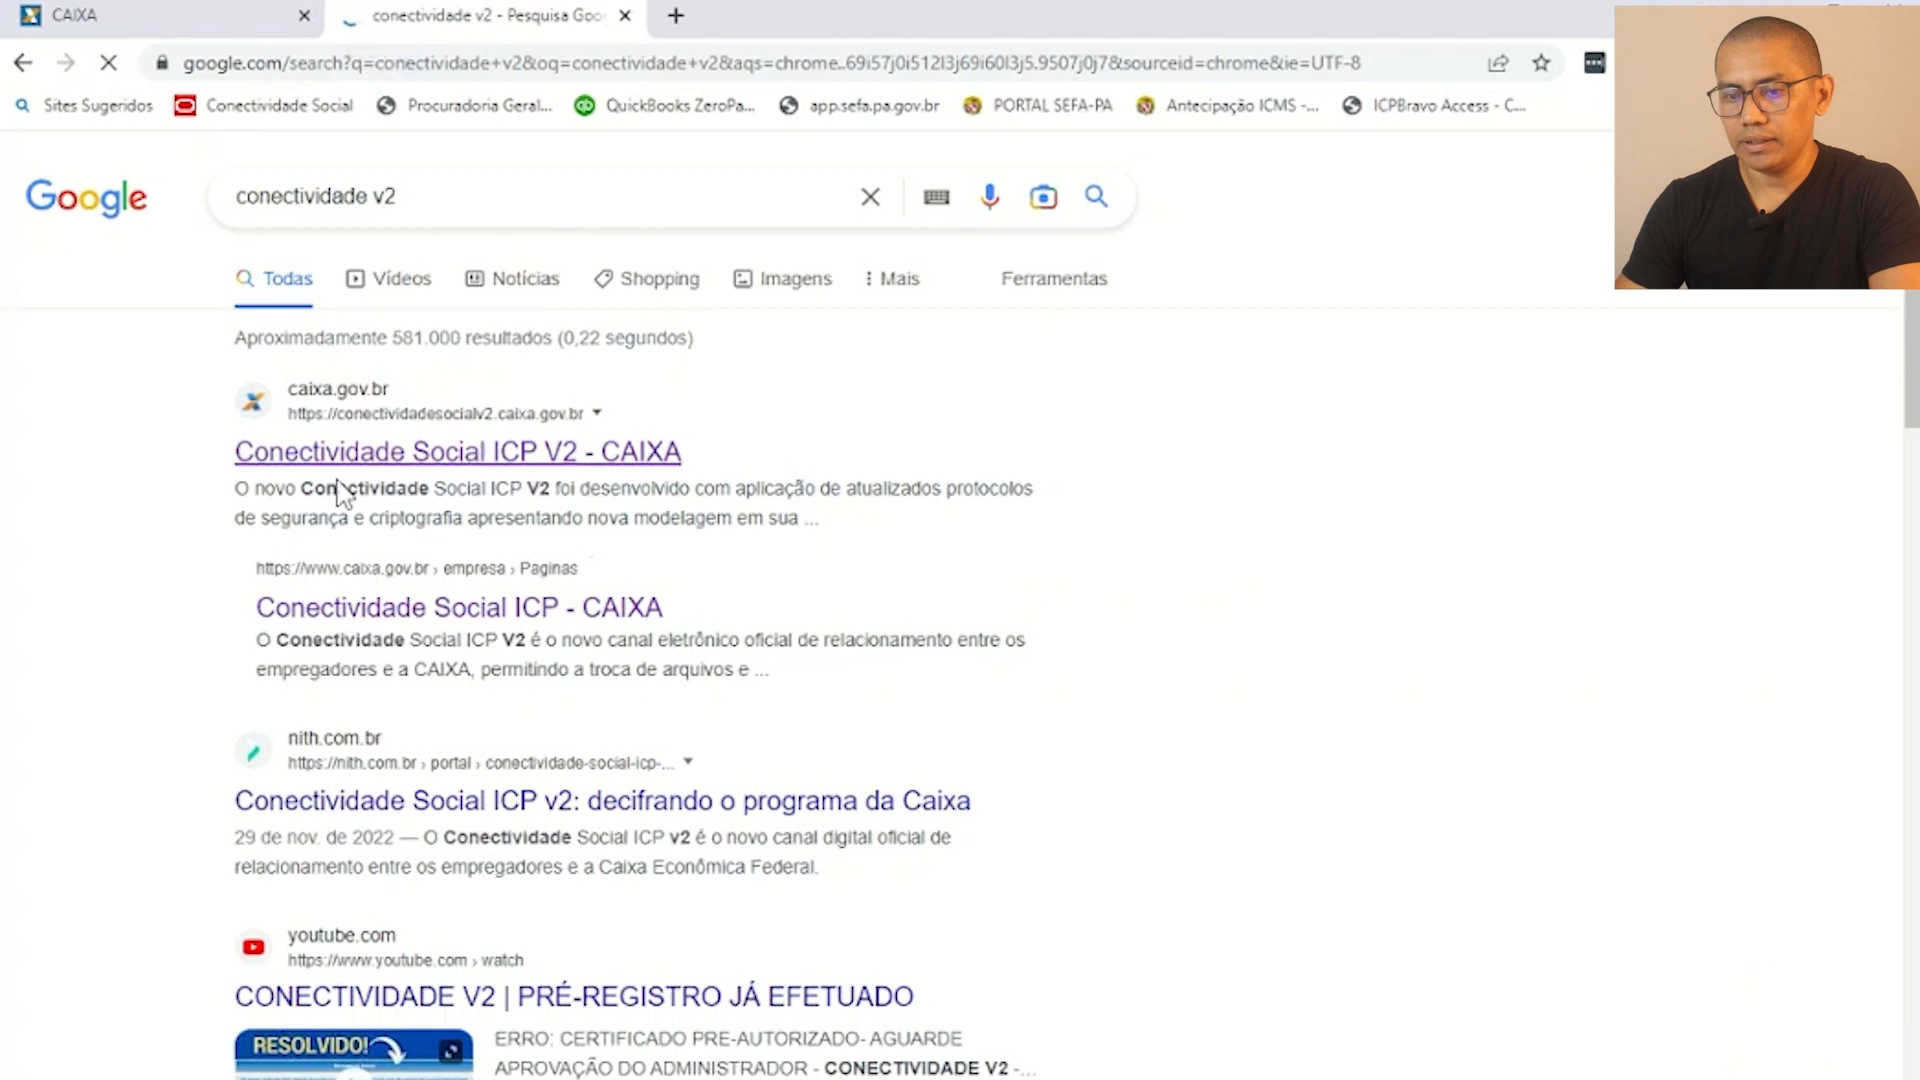 CAIXA
conectividade v2 - Pesquisa Goo
google.com/search?q=conectividade+v2&oq=conectividade+v2&aqs=chrome..69i57j0i512l3j69i60l3j5.9507j0j7&sourceid=chrome&ie=UTF-8
Sites Sugeridos Conectividade Social Procuradoria Geral... QuickBooks ZeroPa... app.sefa.pa.gov.br PORTAL SEFA-PA Antecipação ICMS -... ICPBravo Access - C...
Google
conectividade v2
Todas Vídeos Notícias Shopping Imagens Mais Ferramentas
Aproximadamente 581.000 resultados (0,22 segundos)
caixa.gov.br
https://conectividadesocialv2.caixa.gov.br
Conectividade Social ICP V2 - CAIXA
O novo Conectividade Social ICP V2 foi desenvolvido com aplicação de atualizados protocolos
de segurança e criptografia apresentando nova modelagem em sua ...
https://www.caixa.gov.br › empresa › Paginas
Conectividade Social ICP - CAIXA
O Conectividade Social ICP V2 é o novo canal eletrônico oficial de relacionamento entre os
empregadores e a CAIXA, permitindo a troca de arquivos e ...
nith.com.br
https://nith.com.br › portal › conectividade-social-icp-...
Conectividade Social ICP v2: decifrando o programa da Caixa
29 de nov. de 2022 — O Conectividade Social ICP v2 é o novo canal digital oficial de
relacionamento entre os empregadores e a Caixa Econômica Federal.
youtube.com
https://www.youtube.com › watch
CONECTIVIDADE V2 | PRÉ-REGISTRO JÁ EFETUADO
RESOLVIDO!
ERRO: CERTIFICADO PRE-AUTORIZADO- AGUARDE
APROVAÇÃO DO ADMINISTRADOR - CONECTIVIDADE V2 -...